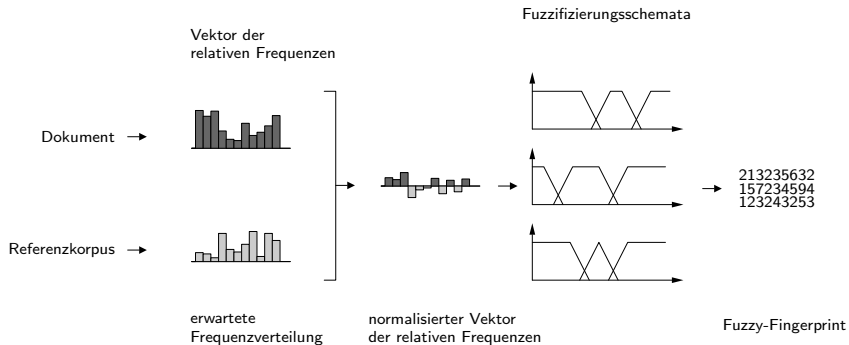 Fuzzifizierungsschemata
Vektor der
relativen Frequenzen
Dokument
213235632
157234594
123243253
Referenzkorpus
erwartete
Frequenzverteilung
normalisierter Vektor
der relativen Frequenzen
Fuzzy-Fingerprint